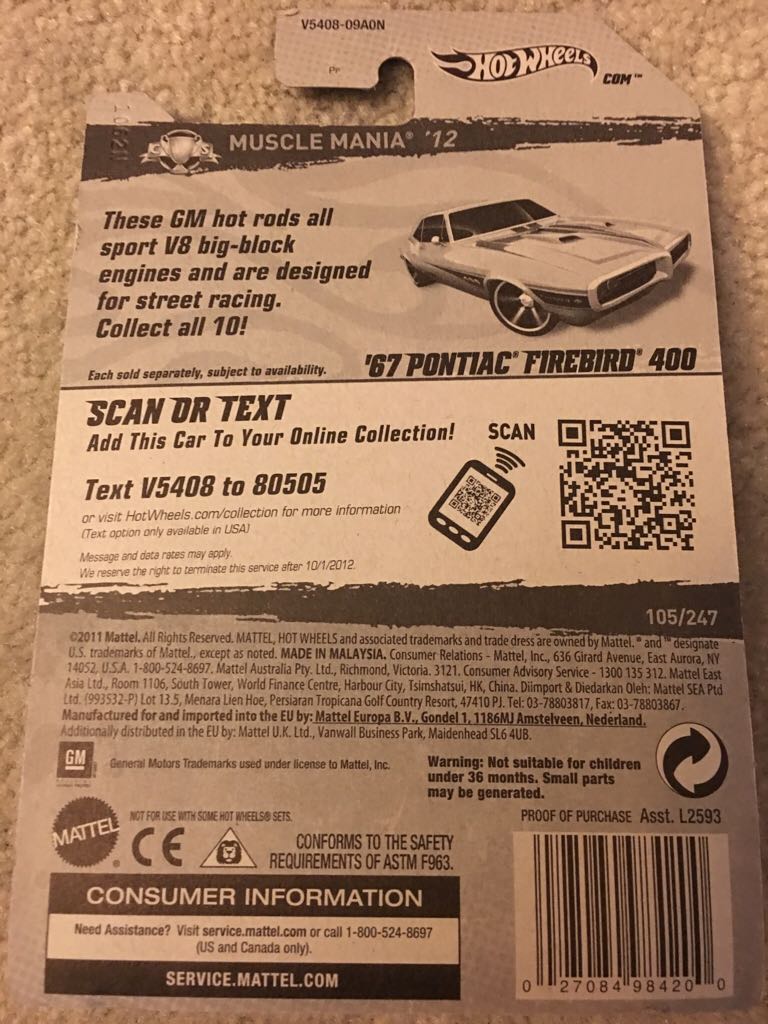 V5408-09A0N
PP
HOT WHEELS
COM™
MUSCLE MANIA® '12
These GM hot rods all
sport V8 big-block
engines and are designed
for street racing.
Collect all 10!
Each sold separately, subject to availability.
'67 PONTIAC® FIREBIRD® 400
SCAN OR TEXT
Add This Car To Your Online Collection!
SCAN
Text V5408 to 80505
or visit HotWheels.com/collection for more information
(Text option only available in USA)
Message and data rates may apply.
We reserve the right to terminate this service after 10/1/2012.
105/247
©2011 Mattel. All Rights Reserved. MATTEL, HOT WHEELS and associated trademarks and trade dress are owned by Mattel. ® and ™ designate
U.S. trademarks of Mattel., except as noted. MADE IN MALAYSIA. Consumer Relations - Mattel, Inc., 636 Girard Avenue, East Aurora, NY
14052, U.S.A. 1-800-524-8697. Mattel Australia Pty. Ltd., Richmond, Victoria. 3121. Consumer Advisory Service - 1300 135 312. Mattel East
Asia Ltd., Room 1106, South Tower, World Finance Centre, Harbour City, Tsimshatsui, HK, China. Diimport & Diedarkan Oleh: Mattel SEA Ptd
Ltd. (993532-P) Lot 13.5, Menara Lien Hoe, Persiaran Tropicana Golf Country Resort, 47410 PJ. Tel: 03-78803817, Fax: 03-78803867.
Manufactured for and imported into the EU by: Mattel Europa B.V., Gondel 1, 1186MJ Amstelveen, Nederland.
Additionally distributed in the EU by: Mattel U.K. Ltd., Vanwall Business Park, Maidenhead SL6 4UB.
GM
General Motors Trademarks used under license to Mattel, Inc.
Warning: Not suitable for children
under 36 months. Small parts
may be generated.
PROOF OF PURCHASE Asst. L2593
NOT FOR USE WITH SOME HOT WHEELS® SETS.
MATTEL®
CE
CONFORMS TO THE SAFETY
REQUIREMENTS OF ASTM F963.
CONSUMER INFORMATION
Need Assistance? Visit service.mattel.com or call 1-800-524-8697
(US and Canada only).
SERVICE.MATTEL.COM
0 27084 98420 0